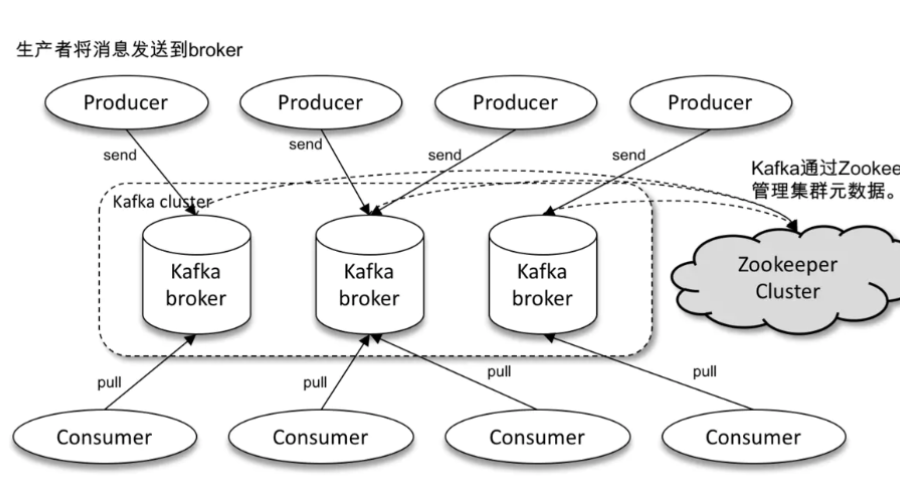 生产者将消息发送到broker
Producer
Producer
Producer
Producer
send
send
send
send
Kafka通过Zookee
管理集群元数据。
Kafka cluster
Kafka
broker
Kafka
broker
Kafka
broker
Zookeeper
Cluster
pull
pull
pull
pull
Consumer
Consumer
Consumer
Consumer